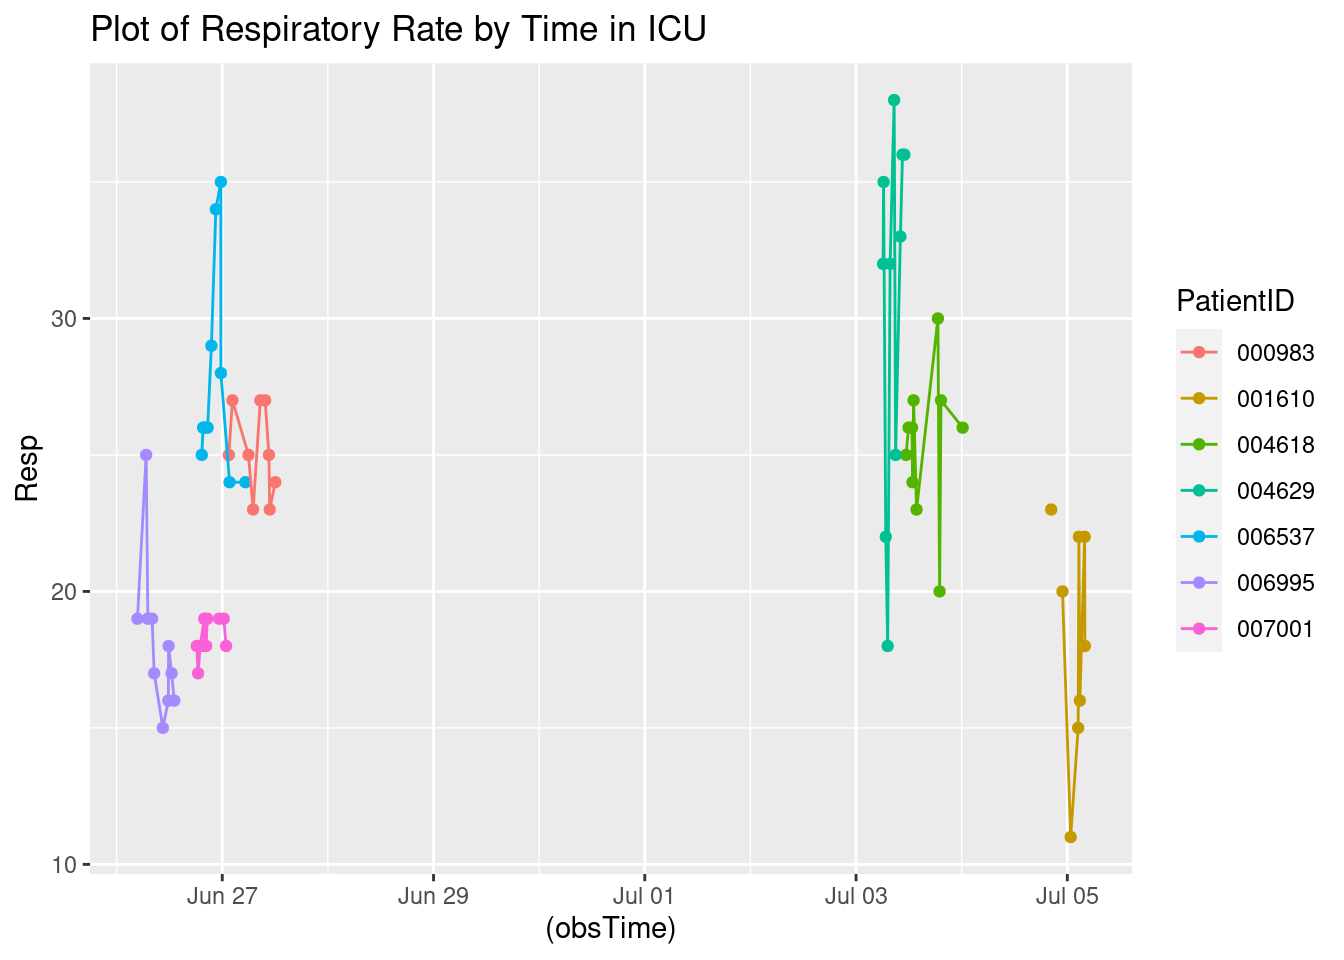 Plot of Respiratory Rate by Time in ICU
Resp
30
20
10
Jun 27
Jun 29
Jul 01
Jul 03
Jul 05
(obsTime)
PatientID
000983
001610
004618
004629
006537
006995
007001